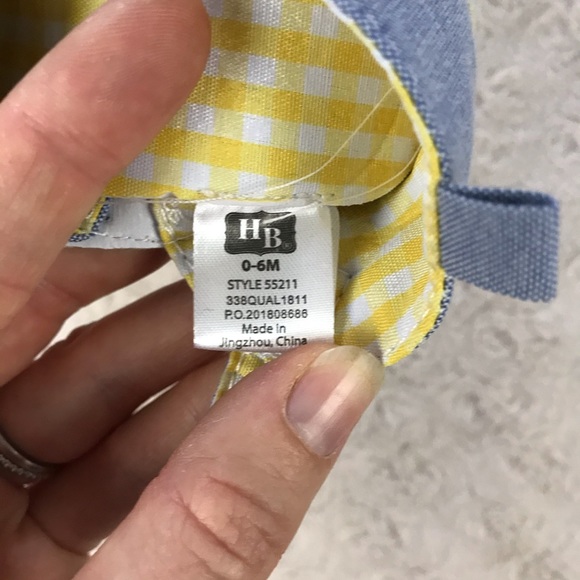 HB®
0-6M
STYLE 55211
338QUAL1811
P.O.201808686
Made in
Jingzhou, China